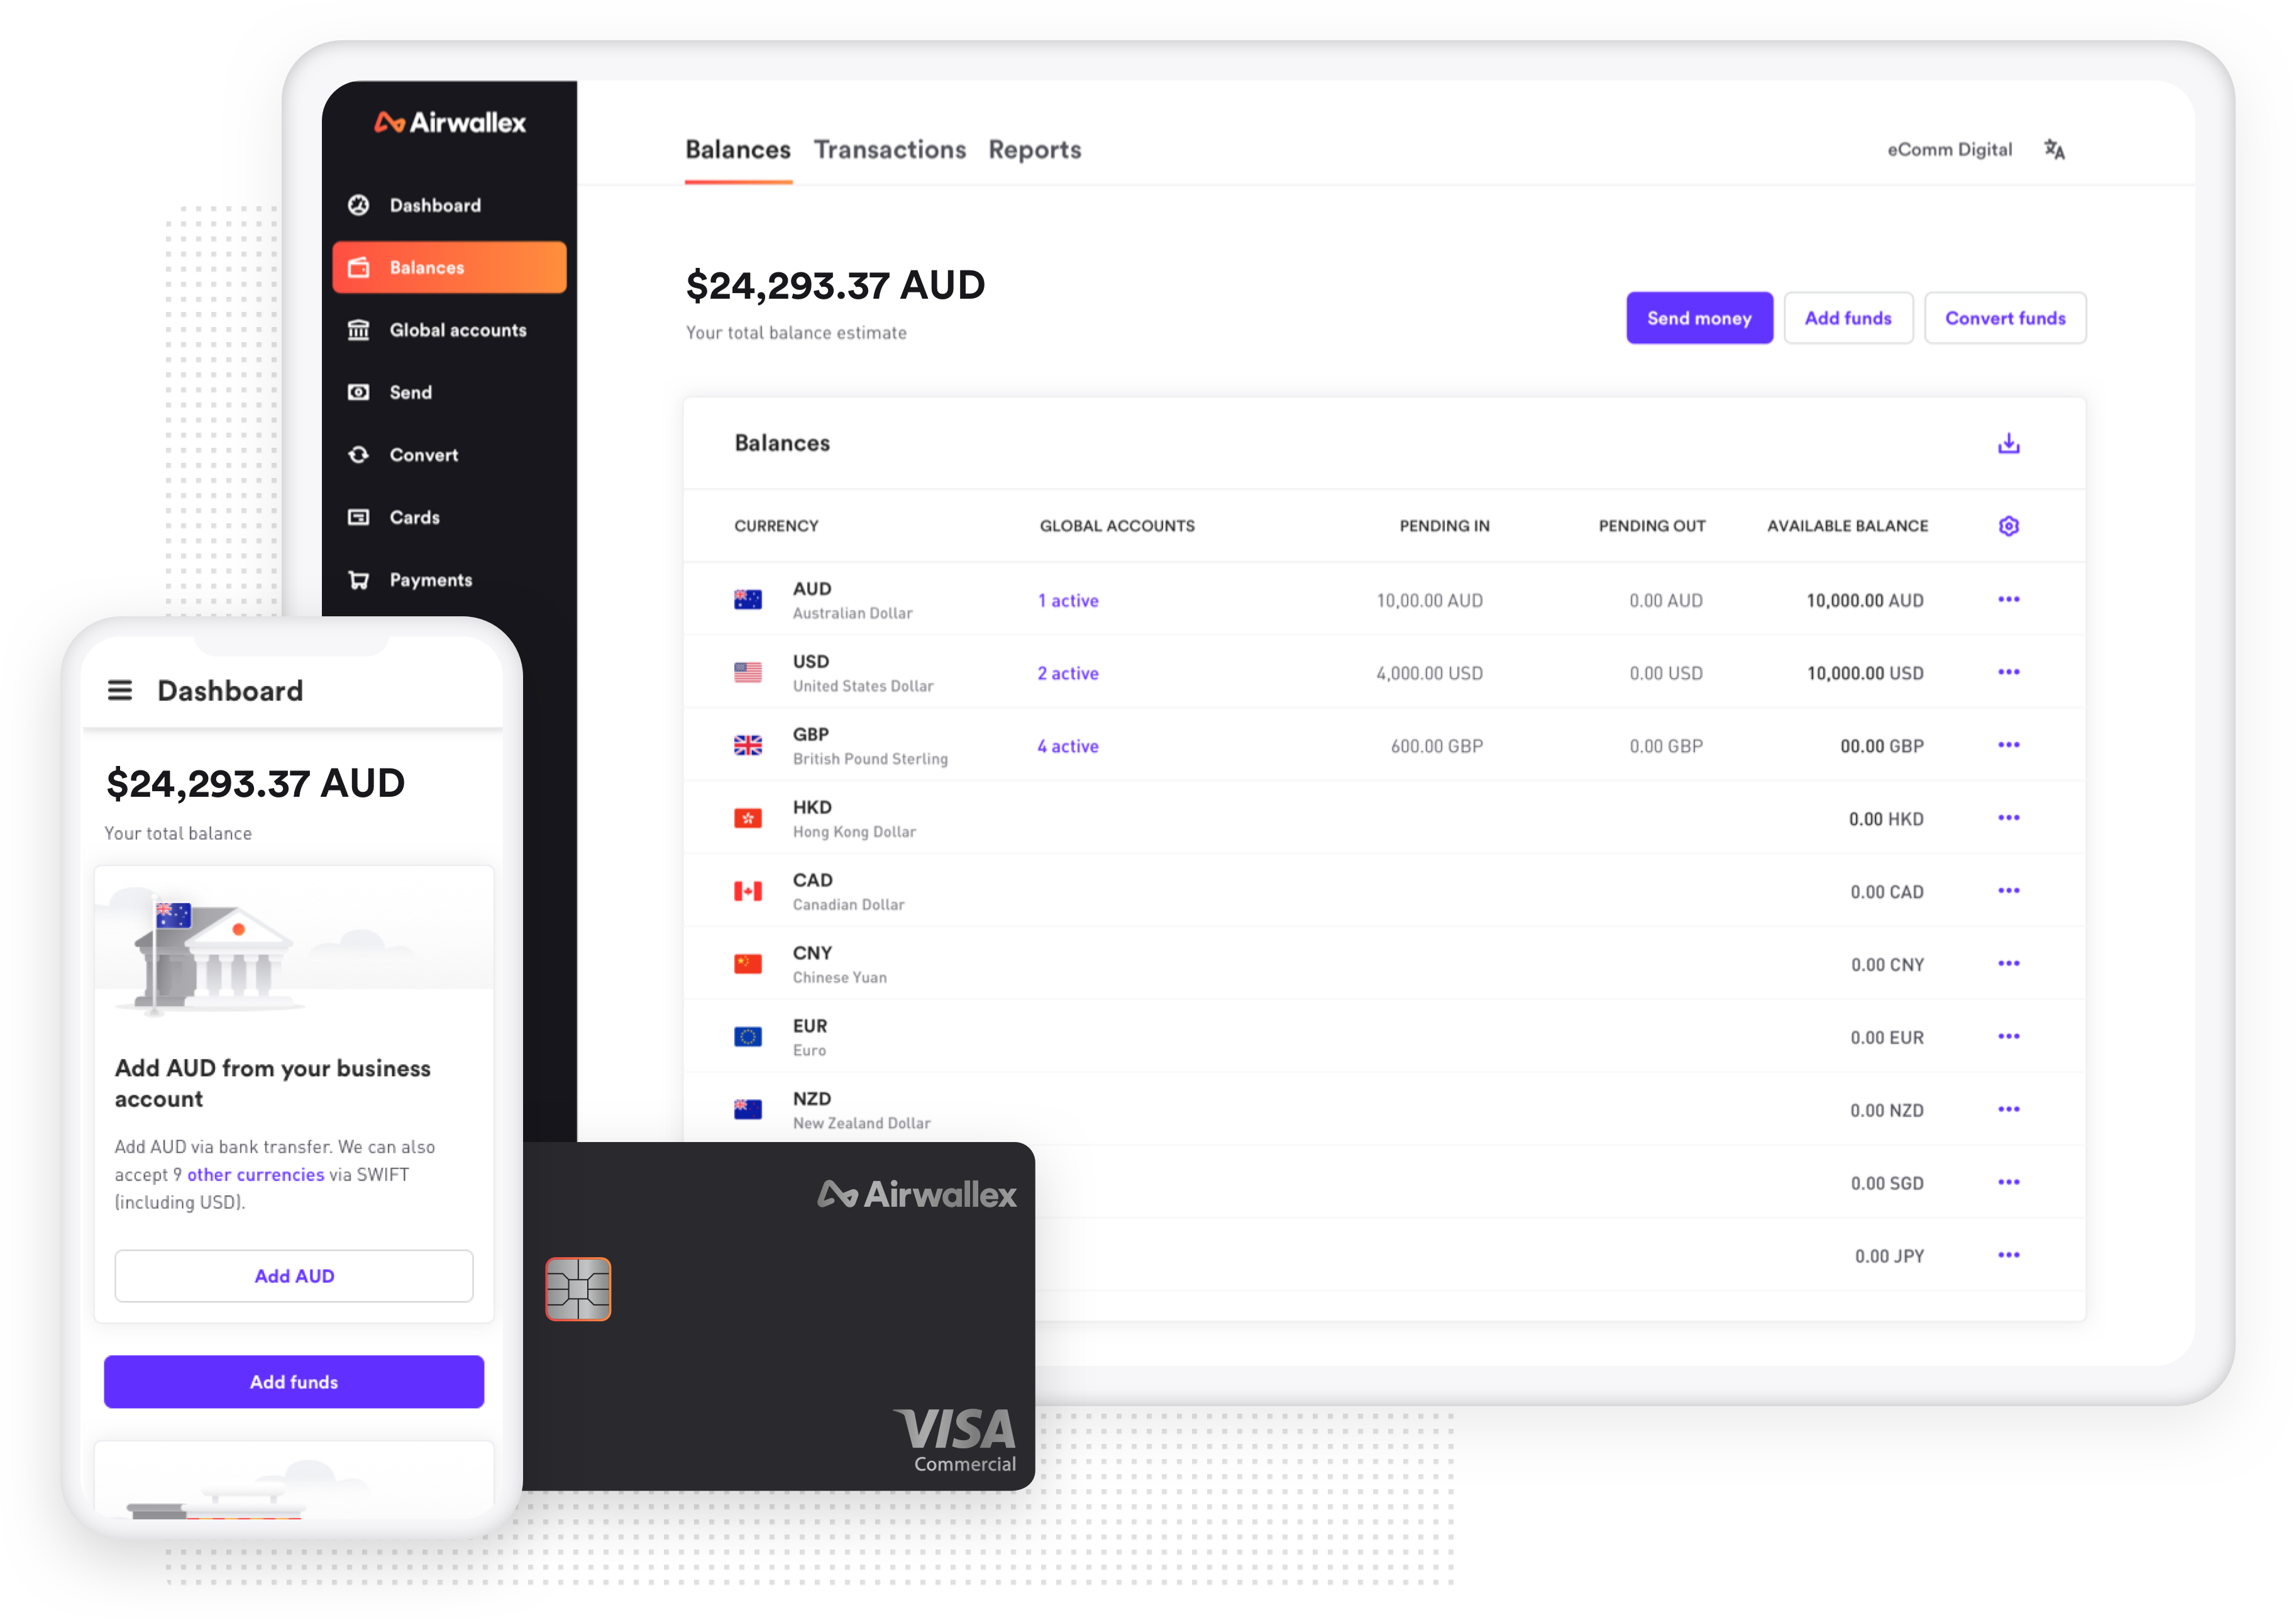 Airwallex
Dashboard
Balances
Global accounts
Send
Convert
Cards
Payments
Balances Transactions Reports
eComm Digital
$24,293.37 AUD
Your total balance estimate
Send money
Add funds
Convert funds
Balances
CURRENCY GLOBAL ACCOUNTS PENDING IN PENDING OUT AVAILABLE BALANCE
AUD
Australian Dollar
1 active 10,00.00 AUD 0.00 AUD 10,000.00 AUD
USD
United States Dollar
2 active 4,000.00 USD 0.00 USD 10,000.00 USD
GBP
British Pound Sterling
4 active 600.00 GBP 0.00 GBP 00.00 GBP
HKD
Hong Kong Dollar
0.00 HKD
CAD
Canadian Dollar
0.00 CAD
CNY
Chinese Yuan
0.00 CNY
EUR
Euro
0.00 EUR
NZD
New Zealand Dollar
0.00 NZD
0.00 SGD
0.00 JPY
Dashboard
$24,293.37 AUD
Your total balance
Add AUD from your business
account
Add AUD via bank transfer. We can also
accept 9 other currencies via SWIFT
(including USD).
Add AUD
Add funds
Airwallex
VISA
Commercial